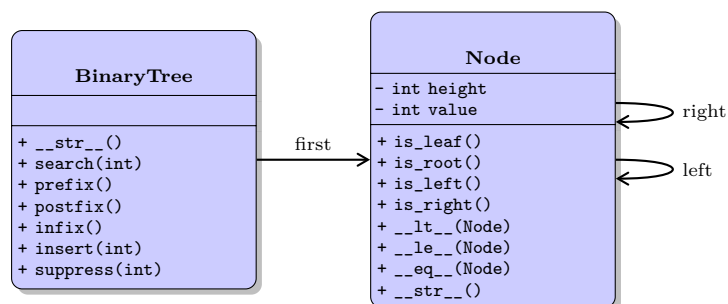 BinaryTree
+ __str__()
+ search(int)
+ prefix()
+ postfix()
+ infix()
+ insert(int)
+ suppress(int)
first
Node
- int height
- int value
+ is_leaf()
+ is_root()
+ is_left()
+ is_right()
+ __lt__(Node)
+ __le__(Node)
+ __eq__(Node)
+ __str__()
right
left